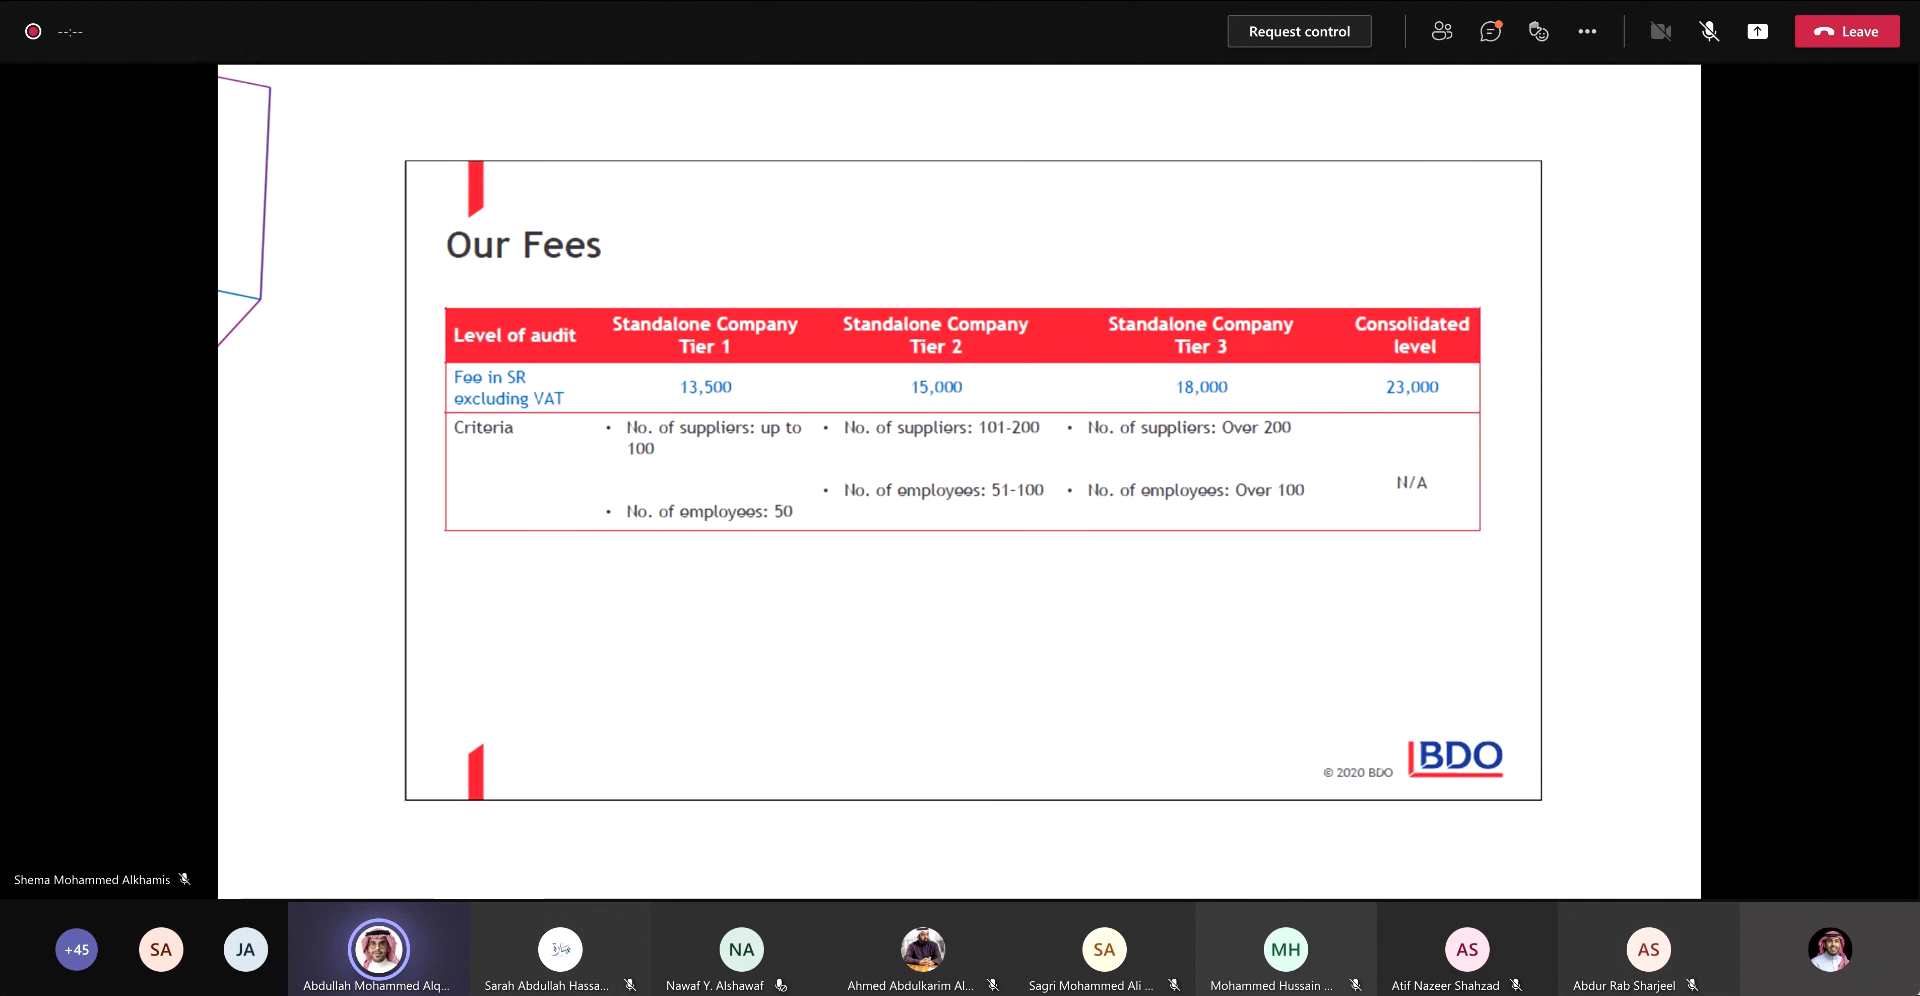 --:--
Request control
Leave
Our Fees
Level of audit
Standalone Company
Tier 1
Standalone Company
Tier 2
Standalone Company
Tier 3
Consolidated
level
Fee in SR
excluding VAT
13,500
15,000
18,000
23,000
Criteria
• No. of suppliers: up to
100
• No. of employees: 50
• No. of suppliers: 101-200
• No. of employees: 51-100
• No. of suppliers: Over 200
• No. of employees: Over 100
N/A
© 2020 BDO
BDO
Shema Mohammed Alkhamis
+45
SA
JA
Abdullah Mohammed Alq...
سارة
Sarah Abdullah Hassa...
NA
Nawaf Y. Alshawaf
Ahmed Abdulkarim Al...
SA
Sagri Mohammed Ali ...
MH
Mohammed Hussain ...
AS
Atif Nazeer Shahzad
AS
Abdur Rab Sharjeel